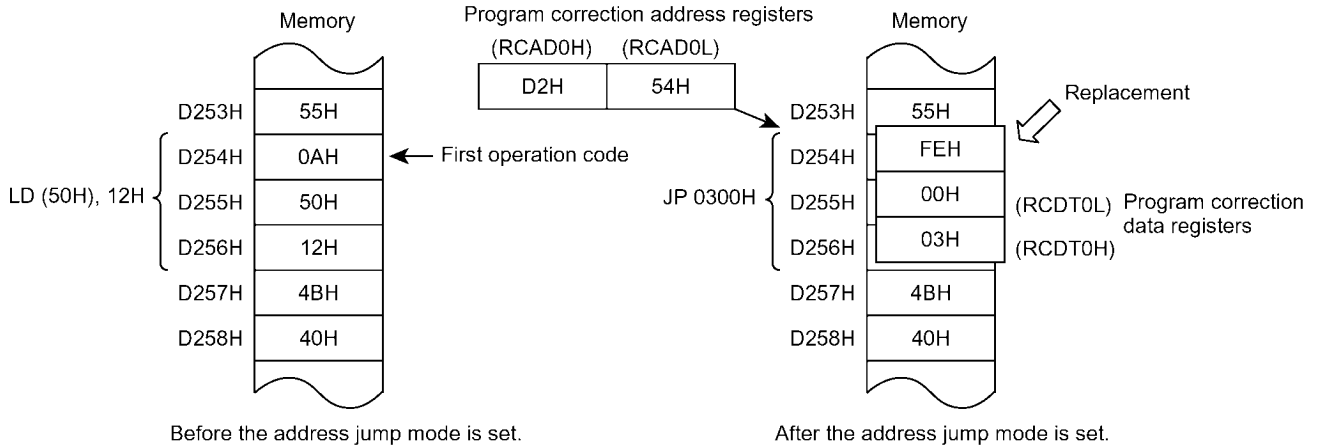 Memory
D253H 55H
D254H 0AH First operation code
LD (50H), 12H
D255H 50H
D256H 12H
D257H 4BH
D258H 40H
Before the address jump mode is set.
Program correction address registers
(RCAD0H) (RCAD0L)
D2H 54H
Memory
Replacement
D253H 55H
D254H FEH
JP 0300H
D255H 00H (RCDT0L)
D256H 03H (RCDT0H)
Program correction
data registers
D257H 4BH
D258H 40H
After the address jump mode is set.